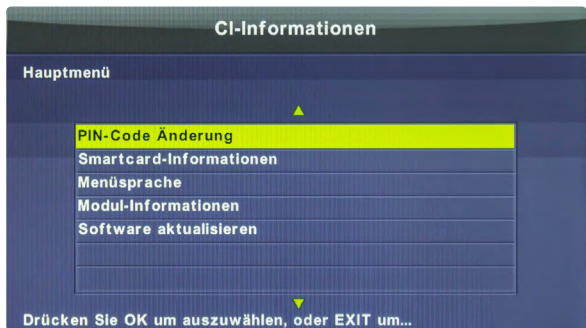 CI-Informationen
Hauptmenü
PIN-Code Änderung
Smartcard-Informationen
Menüsprache
Modul-Informationen
Software aktualisieren
Drücken Sie OK um auszuwählen, oder EXIT um...